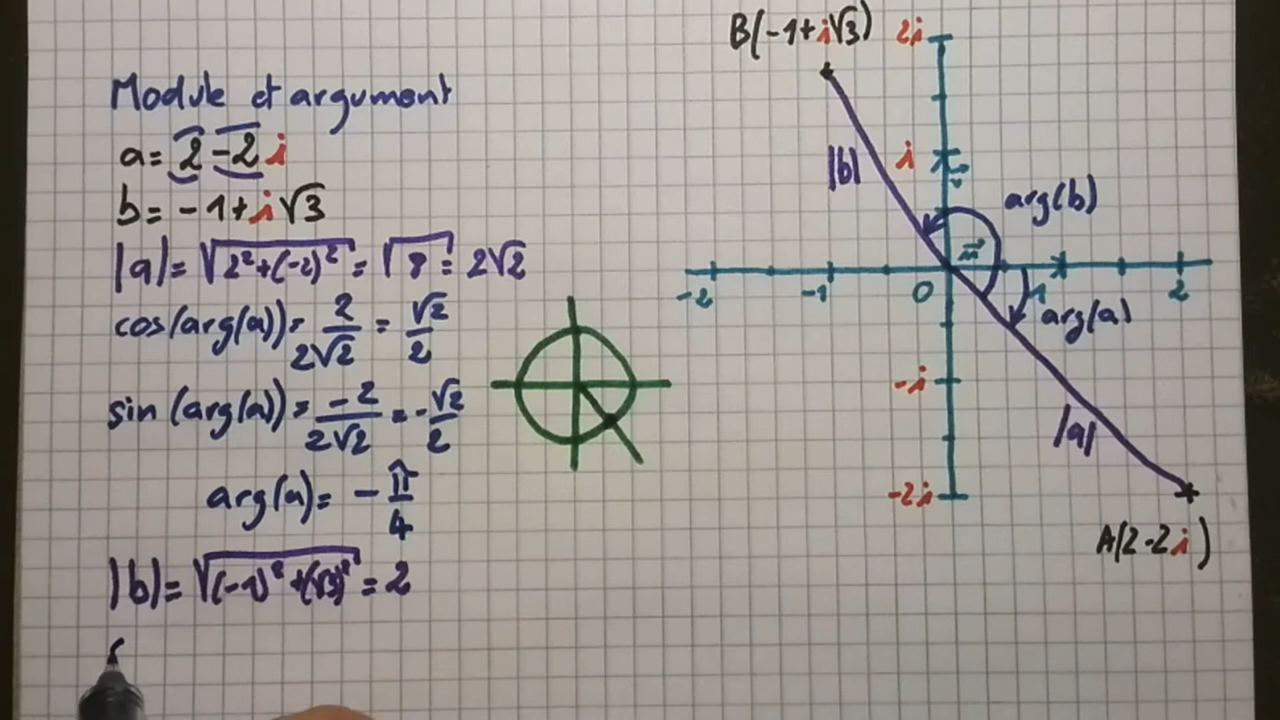 Module et argument
a = 2 - 2i
b = -1 + i√3
|a| = √(2² + (-2)²) = √8 = 2√2
cos(arg(a)) = 2/(2√2) = √2/2
sin(arg(a)) = -2/(2√2) = -√2/2
arg(a) = -π/4
|b| = √((-1)² + (√3)²) = 2
B(-1+i√3)
2i
|b|
i
v
arg(b)
u
-2 -1 0 1 2
arg(a)
-i
|a|
-2i
A(2-2i)